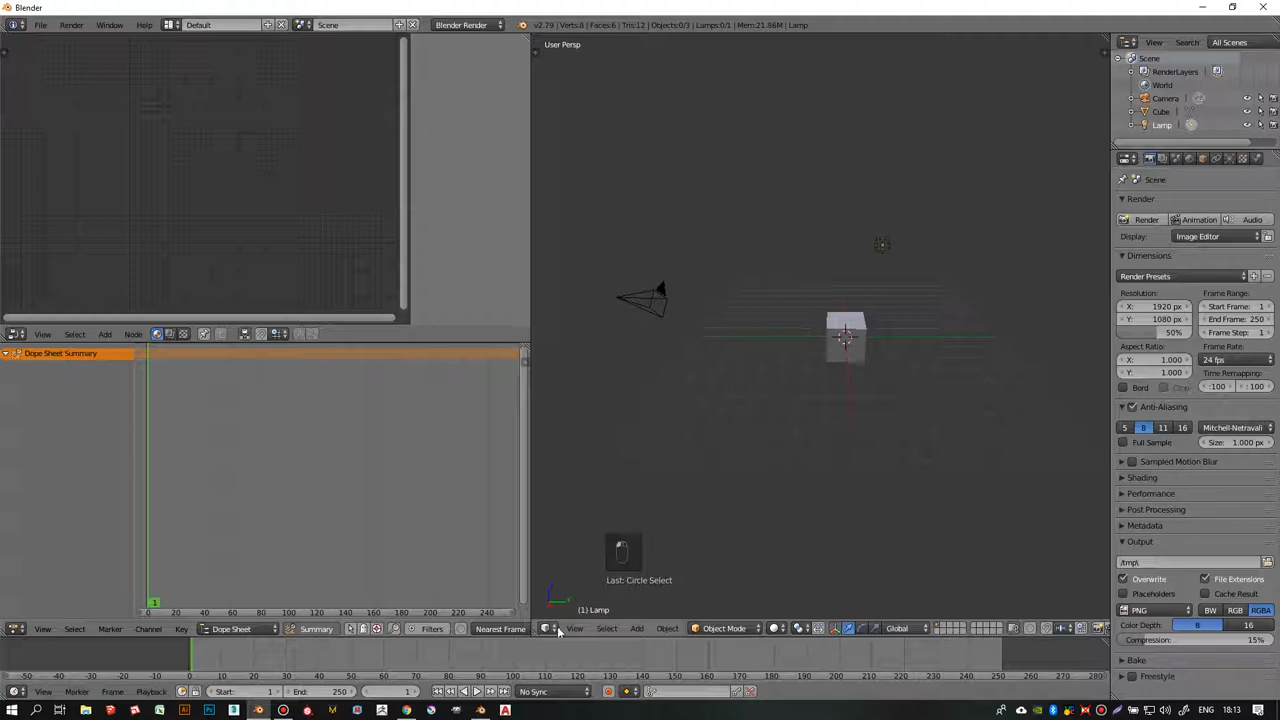 Blender
File Render Window Help Default Scene Blender Render v2.79 | Verts:8 | Faces:6 | Tris:12 | Objects:0/3 | Lamps:0/1 | Mem:21.86M | Lamp
View Search All Scenes
User Persp
Scene
RenderLayers
World
Camera
Cube
Lamp
Scene
Render
Render Animation Audio
Display: Image Editor
Dimensions
Render Presets
Resolution: Frame Range:
X: 1920 px Start Frame: 1
Y: 1080 px End Frame: 250
50% Frame Step: 1
Aspect Ratio: Frame Rate:
X: 1.000 24 fps
Y: 1.000 Time Remapping:
Bord Crop :100 :100
Anti-Aliasing
5 8 11 16 Mitchell-Netravali
Full Sample Size: 1.000 px
Sampled Motion Blur
Shading
Performance
Post Processing
Metadata
Output
/tmp\
Overwrite File Extensions
Placeholders Cache Result
PNG BW RGB RGBA
Color Depth: 8 16
Compression: 15%
Bake
Freestyle
View Select Add Node
Dope Sheet Summary
1
0 20 40 60 80 100 120 140 160 180 200 220 240
Last: Circle Select
(1) Lamp
View Select Marker Channel Key Dope Sheet Summary Filters Nearest Frame
View Select Add Object Object Mode Global
-50 -40 -30 -20 -10 0 10 20 30 40 50 60 70 80 90 100 110 120 130 140 150 160 170 180 190 200 210 220 230 240 250 260 270 280
View Marker Frame Playback Start: 1 End: 250 1 No Sync
ENG 18:13